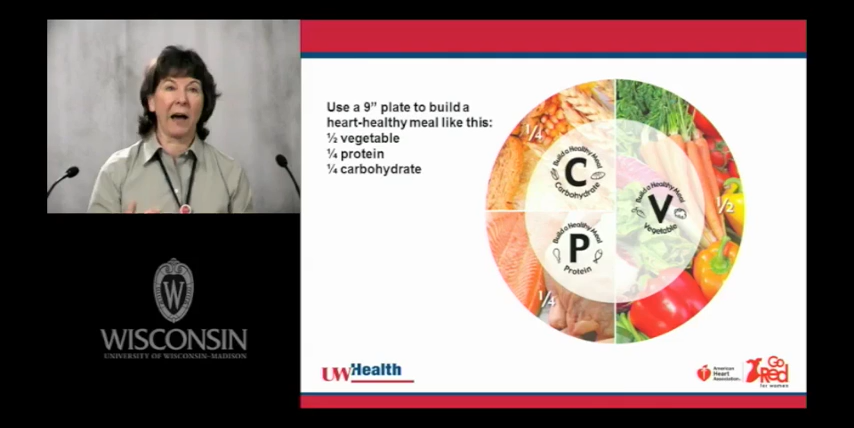 Use a 9" plate to build a
heart-healthy meal like this:
½ vegetable
¼ protein
¼ carbohydrate
¼
Build a Healthy Meal
C
Carbohydrate
Build a Healthy Meal
V
Vegetable
½
Build a Healthy Meal
P
Protein
¼
W
WISCONSIN
UNIVERSITY OF WISCONSIN–MADISON
UWHealth
American
Heart
Association
Go
Red
for women